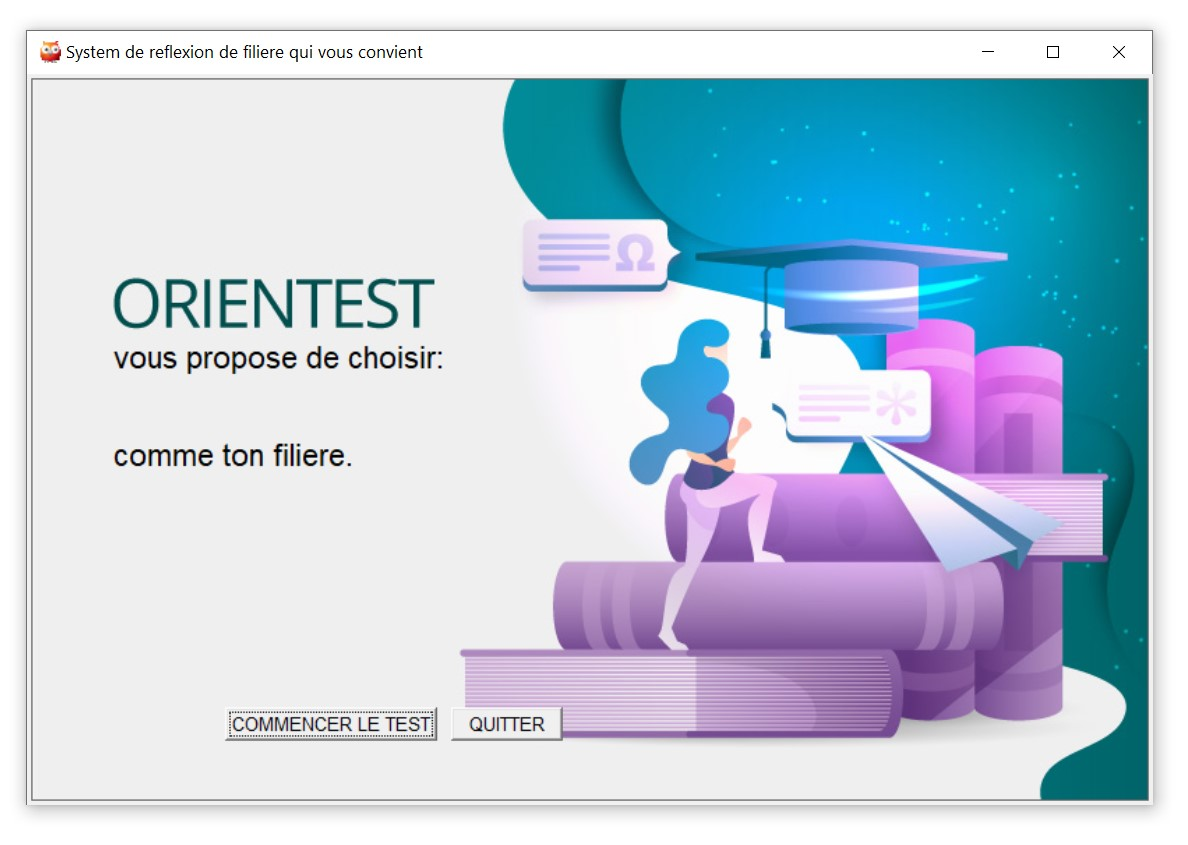 System de reflexion de filiere qui vous convient
Ω
ORIENTEST
vous propose de choisir:
comme ton filiere.
COMMENCER LE TEST
QUITTER